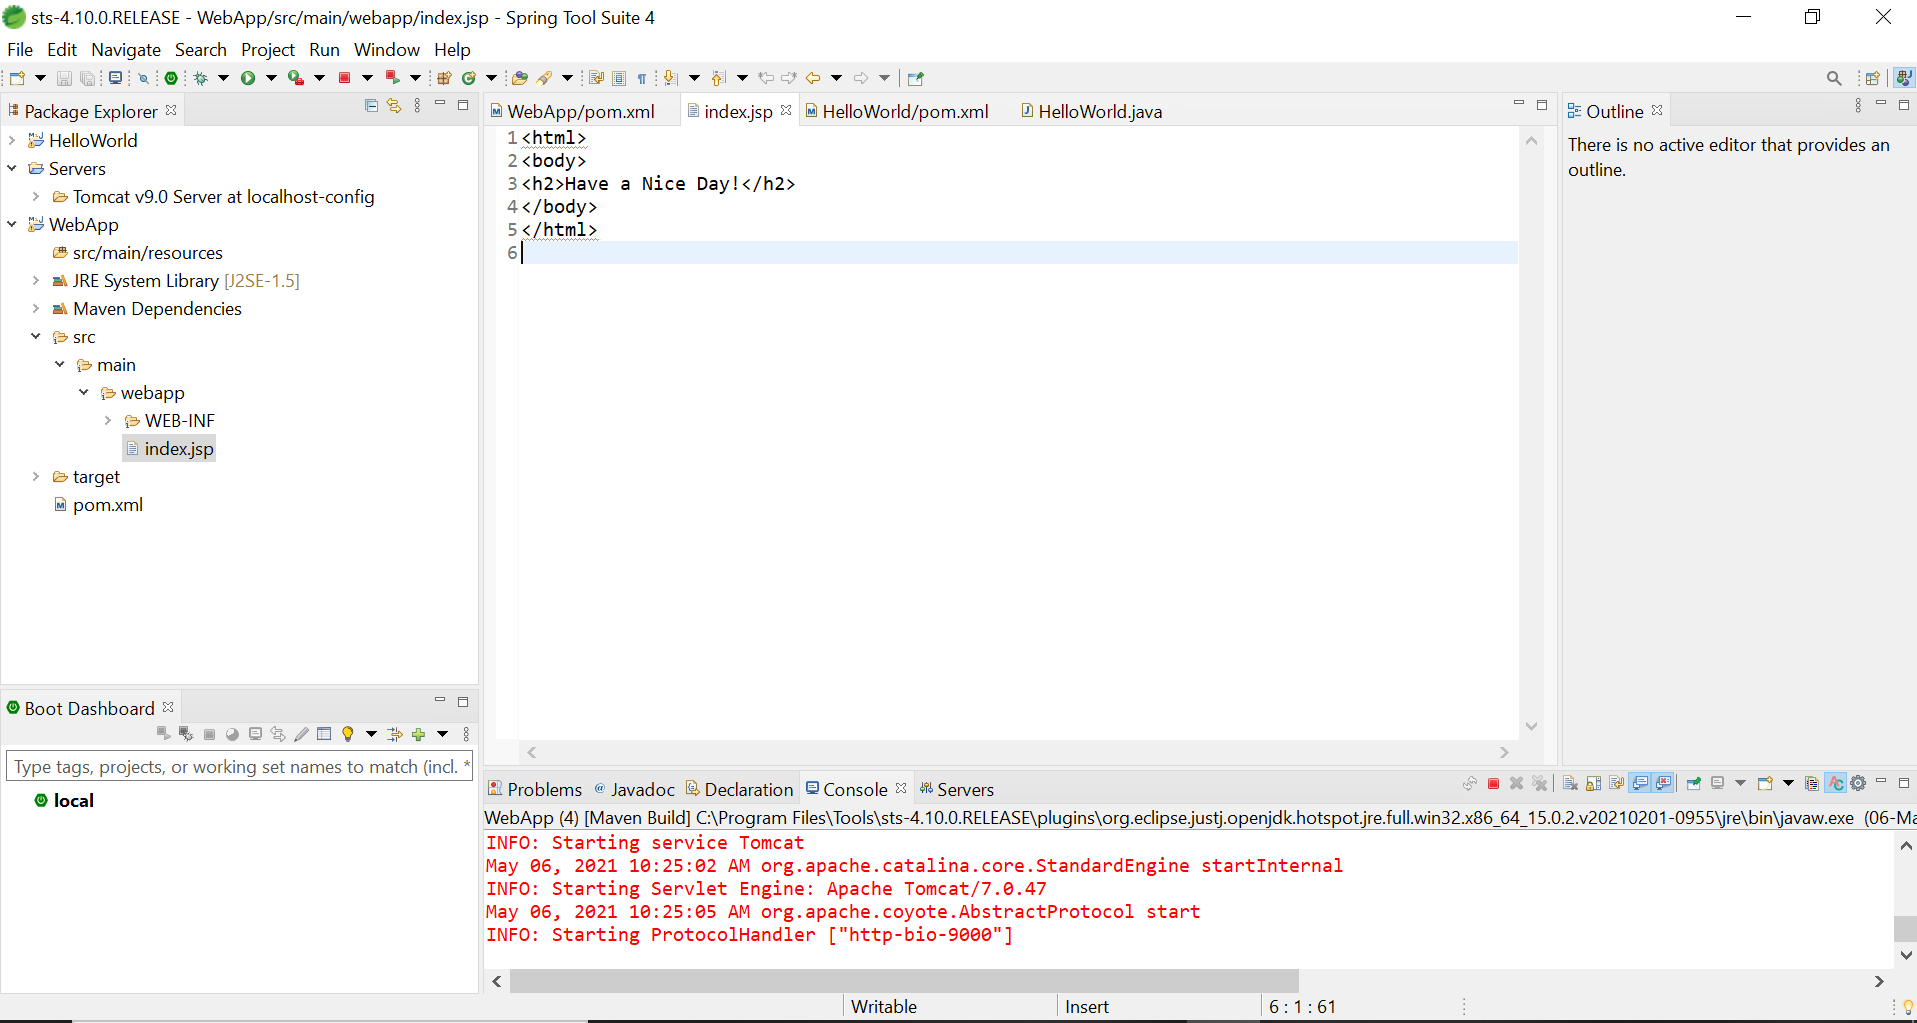 sts-4.10.0.RELEASE - WebApp/src/main/webapp/index.jsp - Spring Tool Suite 4
File Edit Navigate Search Project Run Window Help
Package Explorer
HelloWorld
Servers
Tomcat v9.0 Server at localhost-config
WebApp
src/main/resources
JRE System Library [J2SE-1.5]
Maven Dependencies
src
main
webapp
WEB-INF
index.jsp
target
pom.xml
Boot Dashboard
Type tags, projects, or working set names to match (incl. *
local
WebApp/pom.xml index.jsp HelloWorld/pom.xml HelloWorld.java
1 <html>
2 <body>
3 <h2>Have a Nice Day!</h2>
4 </body>
5 </html>
6
Outline
There is no active editor that provides an
outline.
Problems Javadoc Declaration Console Servers
WebApp (4) [Maven Build] C:\Program Files\Tools\sts-4.10.0.RELEASE\plugins\org.eclipse.justj.openjdk.hotspot.jre.full.win32.x86_64_15.0.2.v20210201-0955\jre\bin\javaw.exe (06-Ma
INFO: Starting service Tomcat
May 06, 2021 10:25:02 AM org.apache.catalina.core.StandardEngine startInternal
INFO: Starting Servlet Engine: Apache Tomcat/7.0.47
May 06, 2021 10:25:05 AM org.apache.coyote.AbstractProtocol start
INFO: Starting ProtocolHandler ["http-bio-9000"]
Writable Insert 6 : 1 : 61